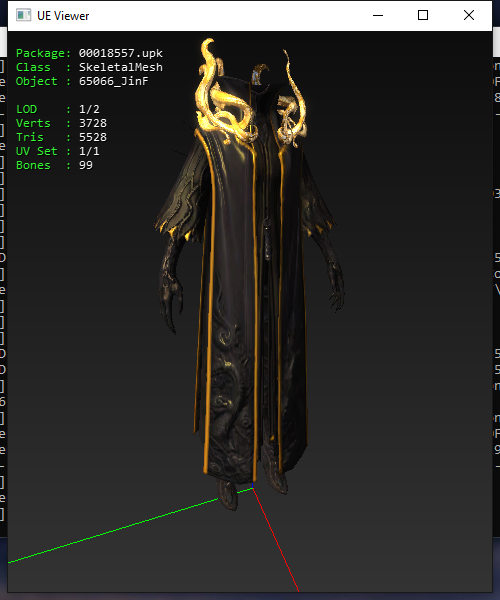 UE Viewer
Package: 00018557.upk
Class : SkeletalMesh
Object : 65066_JinF
LOD : 1/2
Verts : 3728
Tris : 5528
UV Set : 1/1
Bones : 99